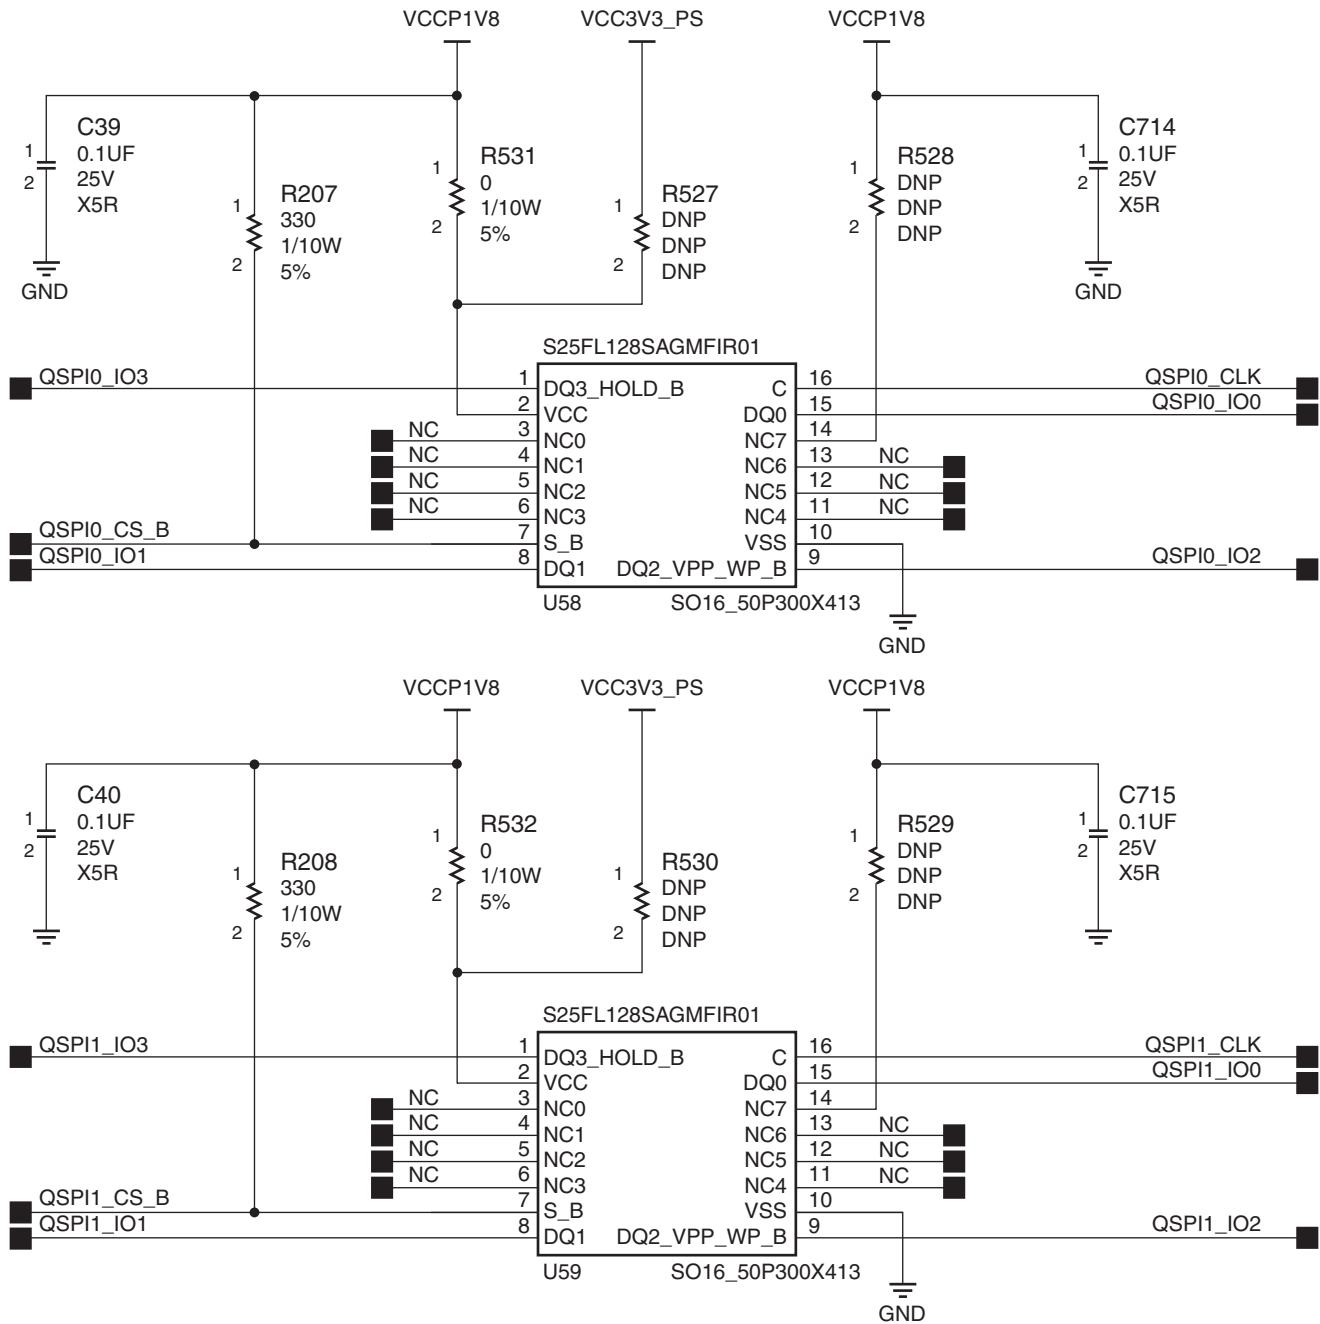 VCCP1V8
VCC3V3_PS
VCCP1V8
1
2
C39
0.1UF
25V
X5R
GND
1
2
R207
330
1/10W
5%
1
2
R531
0
1/10W
5%
1
2
R527
DNP
DNP
DNP
1
2
R528
DNP
DNP
DNP
1
2
C714
0.1UF
25V
X5R
GND
S25FL128SAGMFIR01
QSPI0_IO3
1
DQ3_HOLD_B
C
16
QSPI0_CLK
2
VCC
DQ0
15
QSPI0_IO0
NC
3
NC0
NC7
14
NC
4
NC1
NC6
13
NC
NC
5
NC2
NC5
12
NC
NC
6
NC3
NC4
11
NC
QSPI0_CS_B
7
S_B
VSS
10
QSPI0_IO1
8
DQ1
DQ2_VPP_WP_B
9
QSPI0_IO2
U58
SO16_50P300X413
GND
VCCP1V8
VCC3V3_PS
VCCP1V8
1
2
C40
0.1UF
25V
X5R
1
2
R208
330
1/10W
5%
1
2
R532
0
1/10W
5%
1
2
R530
DNP
DNP
DNP
1
2
R529
DNP
DNP
DNP
1
2
C715
0.1UF
25V
X5R
S25FL128SAGMFIR01
QSPI1_IO3
1
DQ3_HOLD_B
C
16
QSPI1_CLK
2
VCC
DQ0
15
QSPI1_IO0
NC
3
NC0
NC7
14
NC
4
NC1
NC6
13
NC
NC
5
NC2
NC5
12
NC
NC
6
NC3
NC4
11
NC
QSPI1_CS_B
7
S_B
VSS
10
QSPI1_IO1
8
DQ1
DQ2_VPP_WP_B
9
QSPI1_IO2
U59
SO16_50P300X413
GND